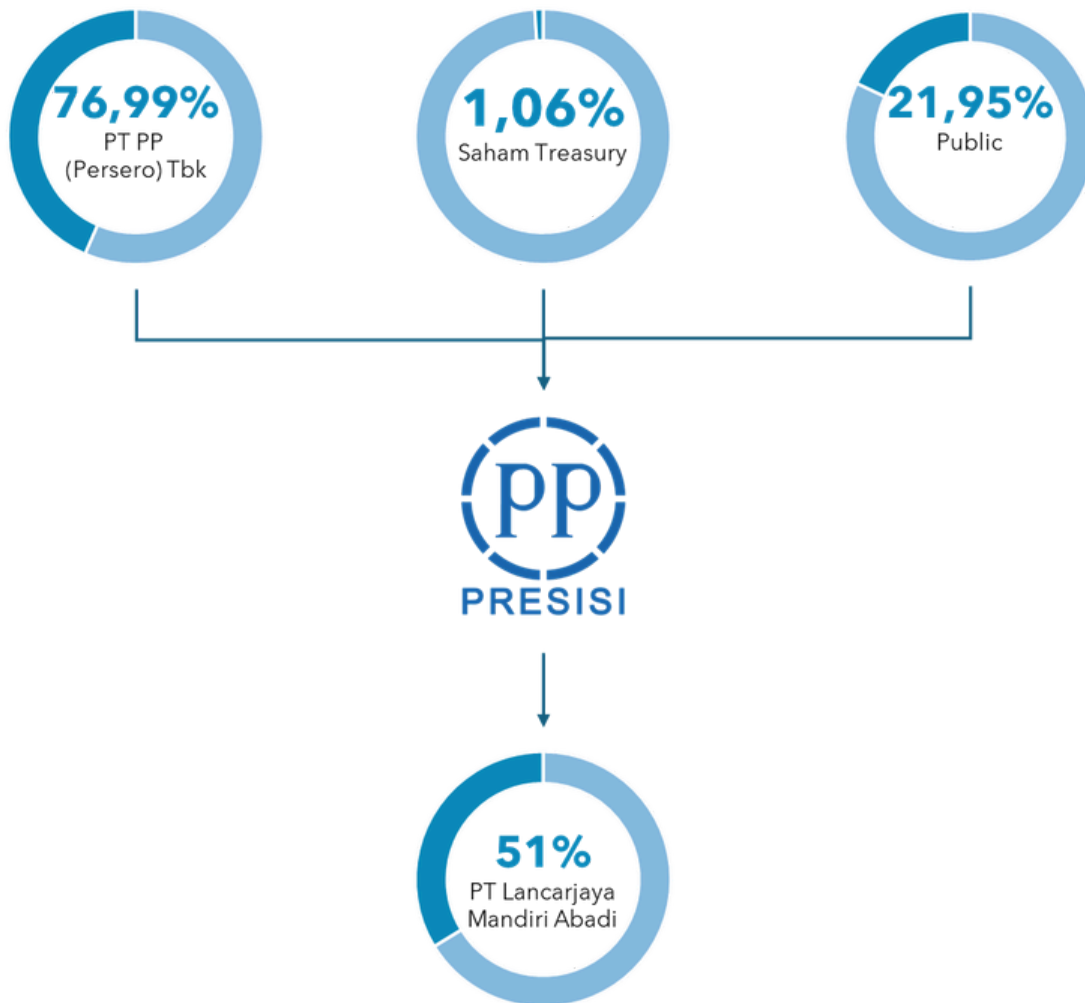 76,99%
PT PP
(Persero) Tbk
1,06%
Saham Treasury
21,95%
Public
pp
PRESISI
51%
PT Lancarjaya
Mandiri Abadi